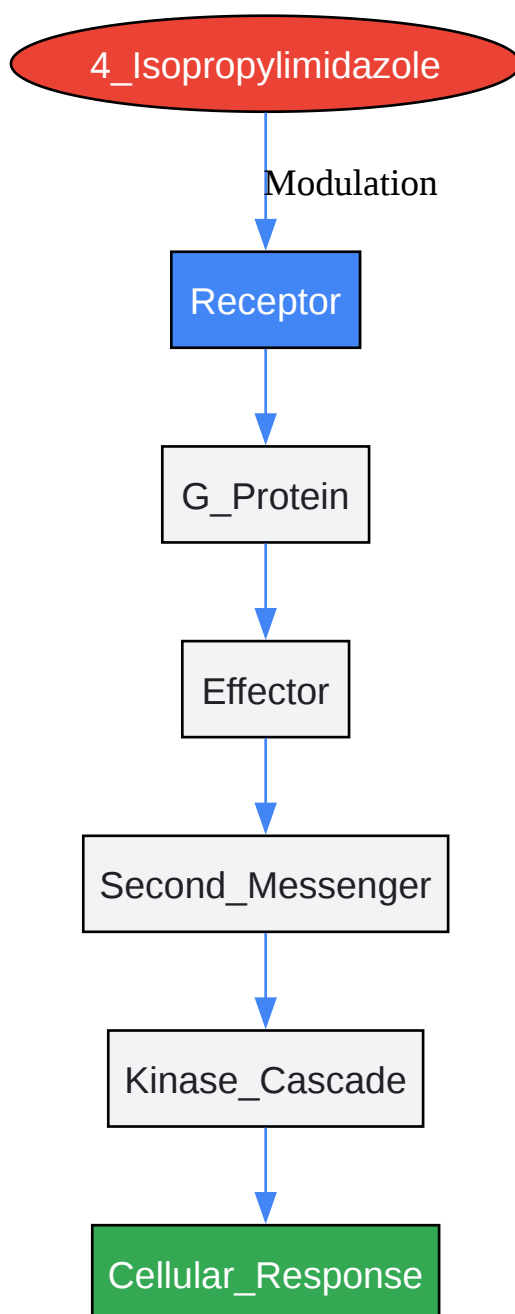 4_Isopropylimidazole
Modulation
Receptor
G_Protein
Effector
Second_Messenger
Kinase_Cascade
Cellular_Response